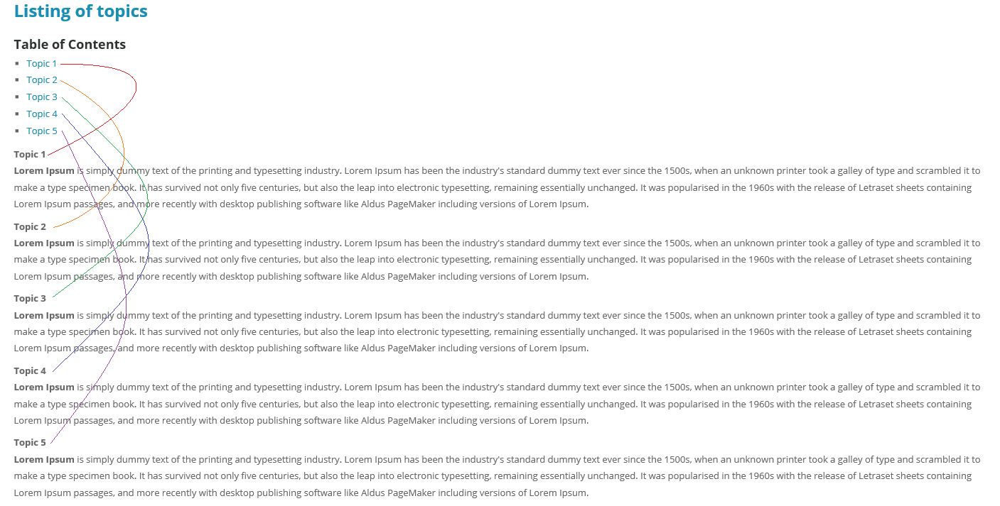 Listing of topics
Table of Contents
Topic 1
Topic 2
Topic 3
Topic 4
Topic 5
Topic 1
Lorem Ipsum is simply dummy text of the printing and typesetting industry. Lorem Ipsum has been the industry's standard dummy text ever since the 1500s, when an unknown printer took a galley of type and scrambled it to
make a type specimen book. It has survived not only five centuries, but also the leap into electronic typesetting, remaining essentially unchanged. It was popularised in the 1960s with the release of Letraset sheets containing
Lorem Ipsum passages, and more recently with desktop publishing software like Aldus PageMaker including versions of Lorem Ipsum.
Topic 2
Lorem Ipsum is simply dummy text of the printing and typesetting industry. Lorem Ipsum has been the industry's standard dummy text ever since the 1500s, when an unknown printer took a galley of type and scrambled it to
make a type specimen book. It has survived not only five centuries, but also the leap into electronic typesetting, remaining essentially unchanged. It was popularised in the 1960s with the release of Letraset sheets containing
Lorem Ipsum passages, and more recently with desktop publishing software like Aldus PageMaker including versions of Lorem Ipsum.
Topic 3
Lorem Ipsum is simply dummy text of the printing and typesetting industry. Lorem Ipsum has been the industry's standard dummy text ever since the 1500s, when an unknown printer took a galley of type and scrambled it to
make a type specimen book. It has survived not only five centuries, but also the leap into electronic typesetting, remaining essentially unchanged. It was popularised in the 1960s with the release of Letraset sheets containing
Lorem Ipsum passages, and more recently with desktop publishing software like Aldus PageMaker including versions of Lorem Ipsum.
Topic 4
Lorem Ipsum is simply dummy text of the printing and typesetting industry. Lorem Ipsum has been the industry's standard dummy text ever since the 1500s, when an unknown printer took a galley of type and scrambled it to
make a type specimen book. It has survived not only five centuries, but also the leap into electronic typesetting, remaining essentially unchanged. It was popularised in the 1960s with the release of Letraset sheets containing
Lorem Ipsum passages, and more recently with desktop publishing software like Aldus PageMaker including versions of Lorem Ipsum.
Topic 5
Lorem Ipsum is simply dummy text of the printing and typesetting industry. Lorem Ipsum has been the industry's standard dummy text ever since the 1500s, when an unknown printer took a galley of type and scrambled it to
make a type specimen book. It has survived not only five centuries, but also the leap into electronic typesetting, remaining essentially unchanged. It was popularised in the 1960s with the release of Letraset sheets containing
Lorem Ipsum passages, and more recently with desktop publishing software like Aldus PageMaker including versions of Lorem Ipsum.